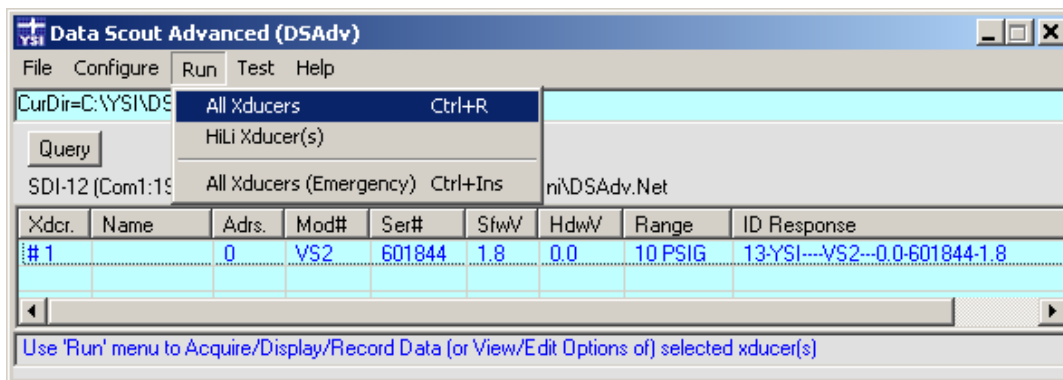 YSI Data Scout Advanced (DSAdv)
File Configure Run Test Help
CurDir=C:\YSI\DS
All Xducers Ctrl+R
HiLi Xducer(s)
Query
All Xducers (Emergency) Ctrl+Ins
SDI-12 (Com1:19 ni\DSAdv.Net
Xdcr. Name Adrs. Mod# Ser# SfwV HdwV Range ID Response
# 1 0 VS2 601844 1.8 0.0 10 PSIG 13-YSI----VS2---0.0-601844-1.8
Use 'Run' menu to Acquire/Display/Record Data (or View/Edit Options of) selected xducer(s)